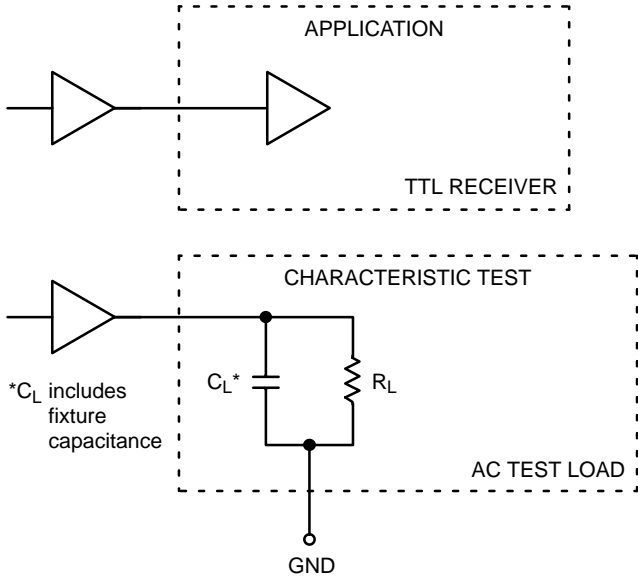 APPLICATION
TTL RECEIVER
CHARACTERISTIC TEST
*CL includes
fixture
capacitance
CL*
RL
AC TEST LOAD
GND